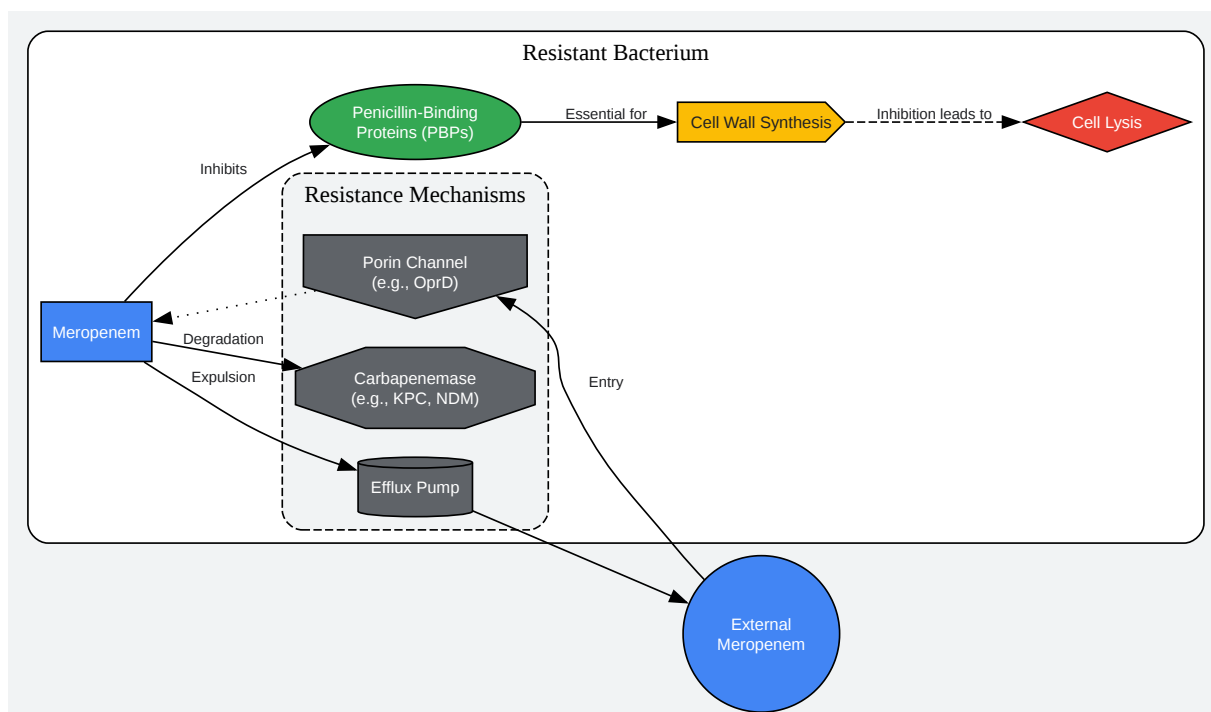 Resistant Bacterium
Penicillin-Binding
Proteins (PBPs)
Essential for
Cell Wall Synthesis
Inhibition leads to
Cell Lysis
Inhibits
Resistance Mechanisms
Porin Channel
(e.g., OprD)
Meropenem
Degradation
Expulsion
Carbapenemase
(e.g., KPC, NDM)
Entry
Efflux Pump
External
Meropenem